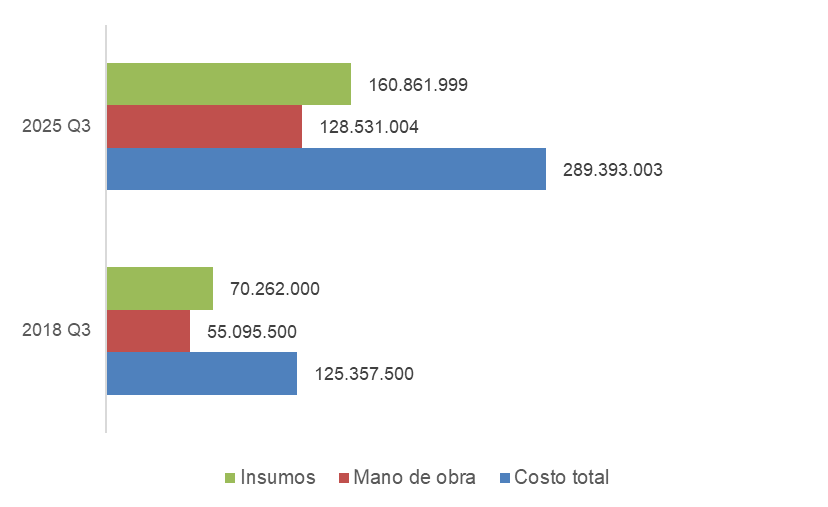 160.861.999
2025 Q3
128.531.004
289.393.003
70.262.000
2018 Q3
55.095.500
125.357.500
Insumos Mano de obra Costo total